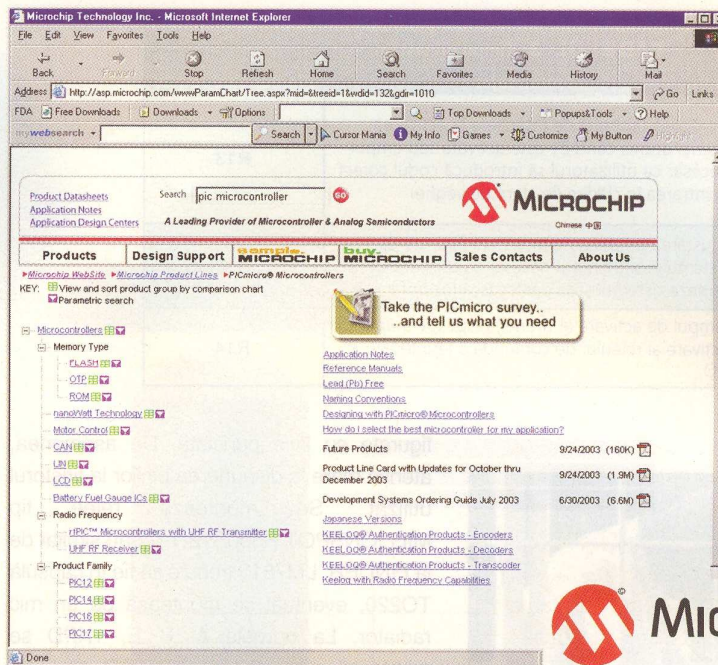 Microchip Technology Inc. - Microsoft Internet Explorer
File Edit View Favorites Tools Help
Back Forward Stop Refresh Home Search Favorites Media History Mail
Address http://asp.microchip.com/wwwParamChart/Tree.aspx?mid=&treeid=1&wdid=132&gdir=1010 Go Links
FDA Free Downloads Downloads Options Top Downloads Popups&Tools Help
mywebsearch Search Cursor Mania My Info Games Customize My Button Highlight
Product Datasheets
Application Notes
Application Design Centers
Search pic microcontroller GO
A Leading Provider of Microcontroller & Analog Semiconductors
MICROCHIP
Chinese 中国
Products Design Support sample.MICROCHIP buy.MICROCHIP Sales Contacts About Us
Microchip WebSite Microchip Product Lines PICmicro® Microcontrollers
KEY: View and sort product group by comparison chart
Parametric search
Take the PICmicro survey..
..and tell us what you need
Microcontrollers
Memory Type
FLASH
OTP
ROM
nanoWatt Technology
Motor Control
CAN
LIN
LCD
Battery Fuel Gauge ICs
Radio Frequency
rfPIC™ Microcontrollers with UHF RF Transmitter
UHF RF Receiver
Product Family
PIC12
PIC14
PIC16
PIC17
Application Notes
Reference Manuals
Lead (Pb) Free
Naming Conventions
Designing with PICmicro® Microcontrollers
How do I select the best microcontroller for my application?
Future Products 9/24/2003 (160K)
Product Line Card with Updates for October thru
December 2003 9/24/2003 (1.9M)
Development Systems Ordering Guide July 2003 6/30/2003 (6.6M)
Japanese Versions
KEELOQ® Authentication Products - Encoders
KEELOQ® Authentication Products - Decoders
KEELOQ® Authentication Products - Transcoder
Keeloq with Radio Frequency Capabilities
Done
MIC